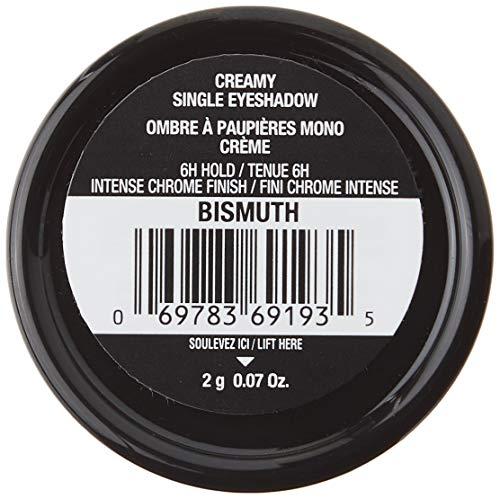 CREAMY
SINGLE EYESHADOW
OMBRE À PAUPIÈRES MONO
CRÈME
6H HOLD / TENUE 6H
INTENSE CHROME FINISH / FINI CHROME INTENSE
BISMUTH
0 69783 69193 5
SOULEVEZ ICI / LIFT HERE
2 g 0.07 Oz.